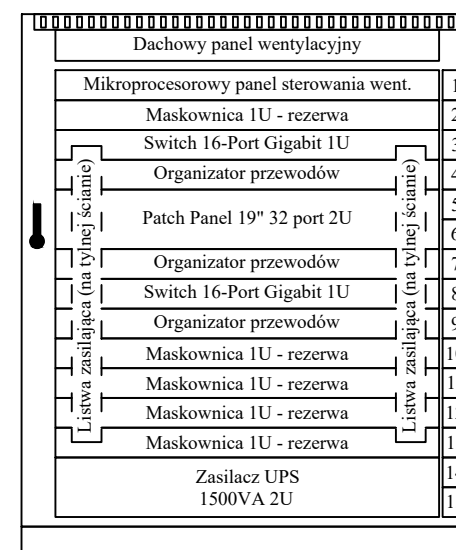 Dachowy panel wentylacyjny
Mikroprocesorowy panel sterowania went.
1
Maskownica 1U - rezerwa
2
Switch 16-Port Gigabit 1U
3
Organizator przewodów
4
Patch Panel 19" 32 port 2U
5
6
Organizator przewodów
7
Switch 16-Port Gigabit 1U
8
Organizator przewodów
9
Maskownica 1U - rezerwa
Maskownica 1U - rezerwa
Maskownica 1U - rezerwa
Maskownica 1U - rezerwa
Zasilacz UPS
1500VA 2U
Listwa zasilająca (na tylnej ścianie)
Listwa zasilająca (na tylnej ścianie)